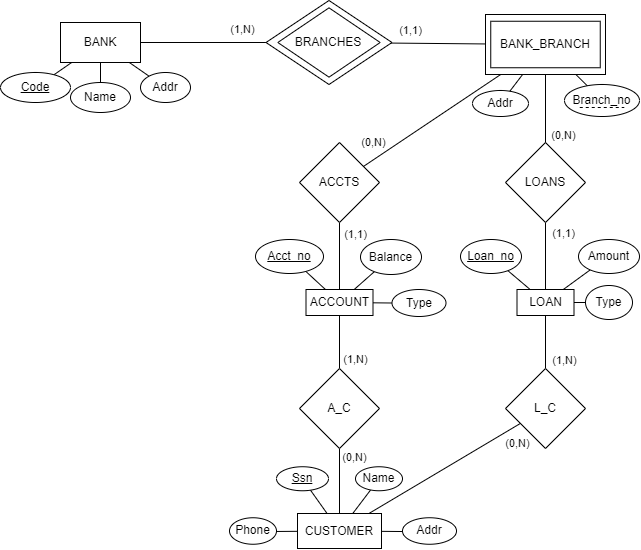 (1,N)
(1,1)
BANK
BRANCHES
BANK_BRANCH
Code
Name
Addr
Addr
Branch_no
(0,N)
(0,N)
ACCTS
LOANS
(1,1)
(1,1)
Acct_no
Balance
Loan_no
Amount
ACCOUNT
Type
LOAN
Type
(1,N)
(1,N)
A_C
L_C
(0,N)
(0,N)
Ssn
Name
Phone
CUSTOMER
Addr